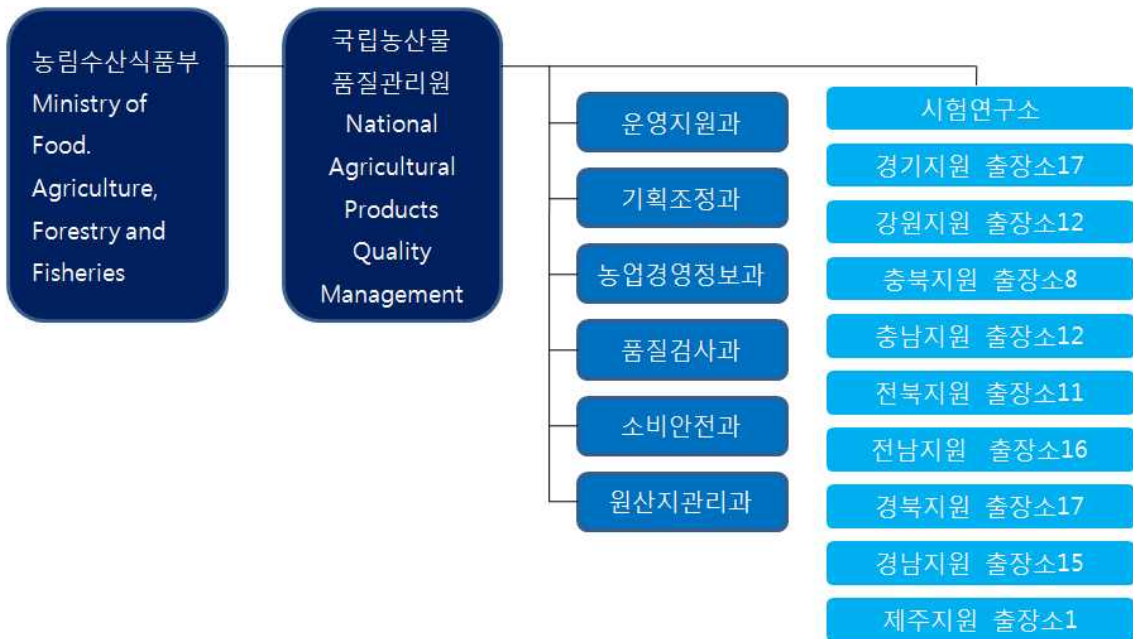 농림수산식품부
Ministry of
Food.
Agriculture,
Forestry and
Fisheries
국립농산물
품질관리원
National
Agricultural
Products
Quality
Management
운영지원과
기획조정과
농업경영정보과
품질검사과
소비안전과
원산지관리과
시험연구소
경기지원 출장소17
강원지원 출장소12
충북지원 출장소8
충남지원 출장소12
전북지원 출장소11
전남지원 출장소16
경북지원 출장소17
경남지원 출장소15
제주지원 출장소1